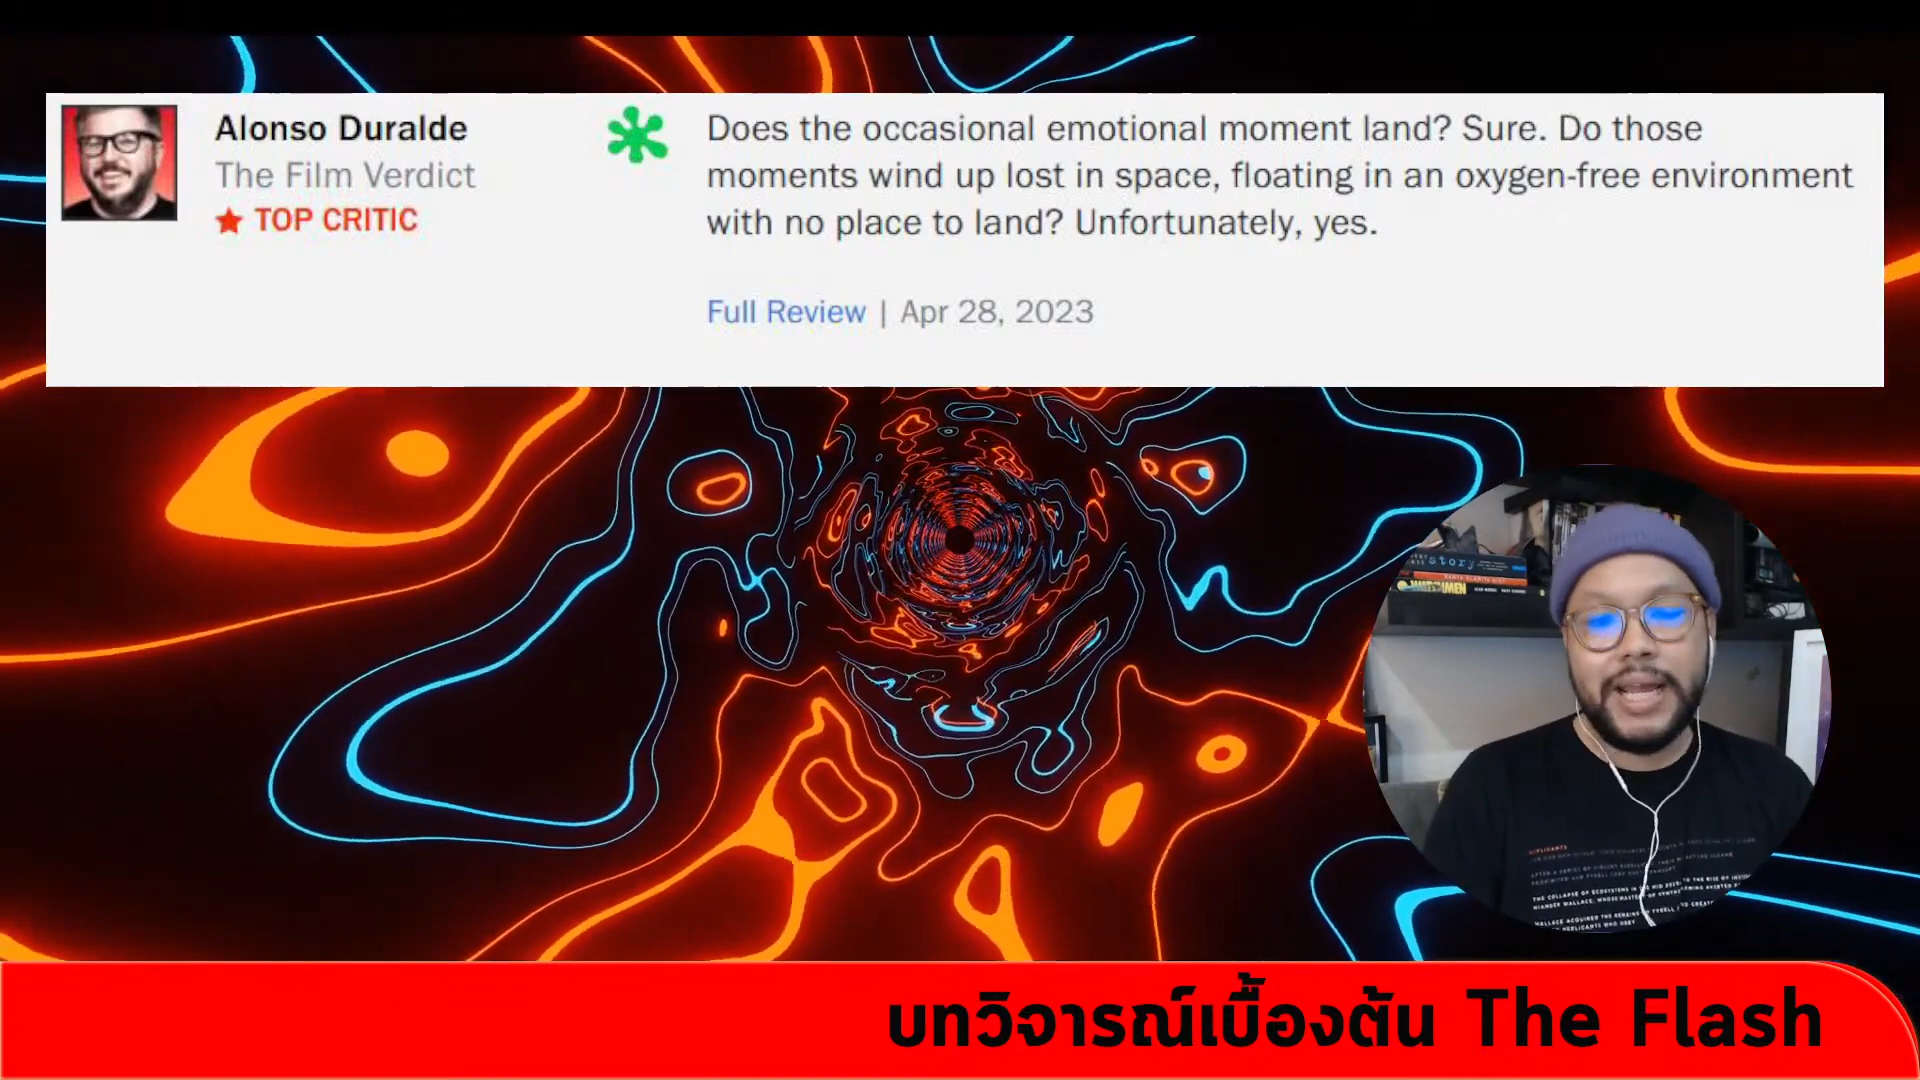 Alonso Duralde
The Film Verdict
TOP CRITIC
Does the occasional emotional moment land? Sure. Do those
moments wind up lost in space, floating in an oxygen-free environment
with no place to land? Unfortunately, yes.
Full Review | Apr 28, 2023
story
บทวิจารณ์เบื้องต้น The Flash